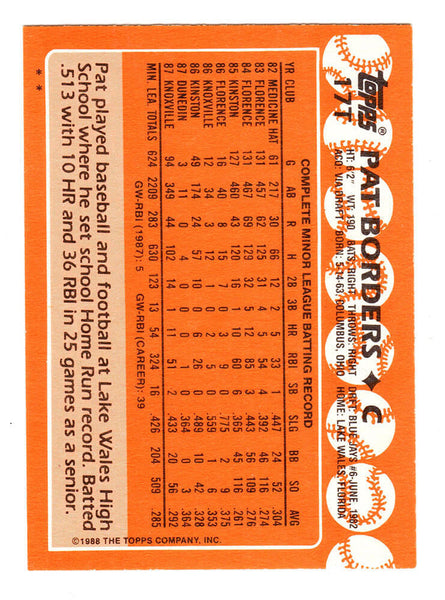 topps®
17T
PAT BORDERS ♦ C
HT: 6'2" WT: 190 BATS: RIGHT THROWS: RIGHT DRFT: BLUE JAYS #6-JUNE, 1982
ACQ: VIA DRAFT BORN: 5-14-63, COLUMBUS, OHIO HOME: LAKE WALES, FLORIDA
COMPLETE MINOR LEAGUE BATTING RECORD
YR CLUB G AB R H 2B 3B HR RBI SB SLG BB SO AVG
82 MEDICINE HAT 61 217 30 66 12 2 5 33 1 .447 24 52 .304
83 FLORENCE 131 457 62 125 31 4 5 54 4 .392 46 116 .274
84 FLORENCE 131 467 69 129 32 5 12 85 3 .443 56 109 .276
85 KINSTON 127 460 43 120 16 1 10 60 6 .365 45 116 .261
86 FLORENCE 16 40 8 15 7 0 3 9 0 .775 2 9 .375
86 KNOXVILLE 12 34 3 12 1 0 2 5 0 .559 1 6 .353
86 KINSTON 49 174 24 57 10 0 6 26 0 .489 10 42 .328
87 DUNEDIN 3 11 0 4 0 0 0 1 0 .364 0 3 .364
87 KNOXVILLE 94 349 44 102 14 1 11 51 2 .433 20 56 .292
MIN. LEA. TOTALS 624 2209 283 630 123 13 54 324 16 .426 204 509 .285
GW-RBI (1987): 5 GW-RBI (CAREER): 39
Pat played baseball and football at Lake Wales High
School where he set school Home Run record. Batted
.513 with 10 HR and 36 RBI in 25 games as a senior.
©1988 THE TOPPS COMPANY, INC.
* *